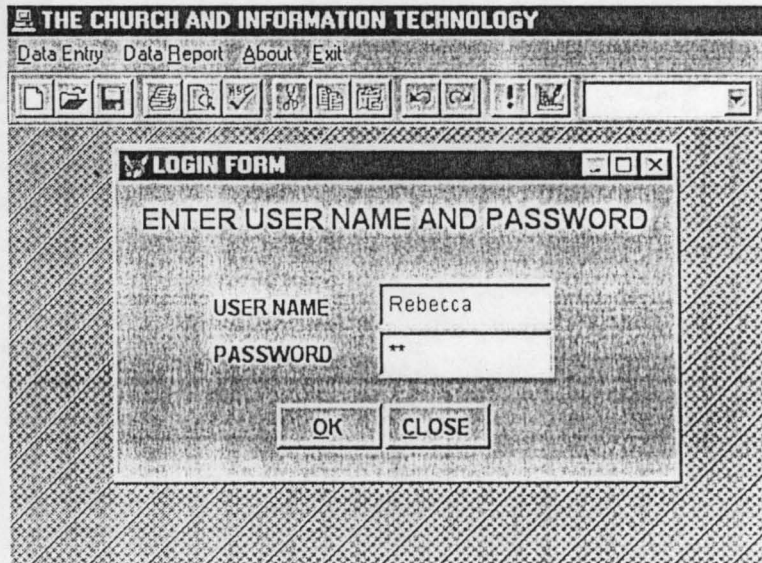 THE CHURCH AND INFORMATION TECHNOLOGY
Data Entry Data Report About Exit
LOGIN FORM
ENTER USER NAME AND PASSWORD
USER NAME Rebecca
PASSWORD **
OK CLOSE